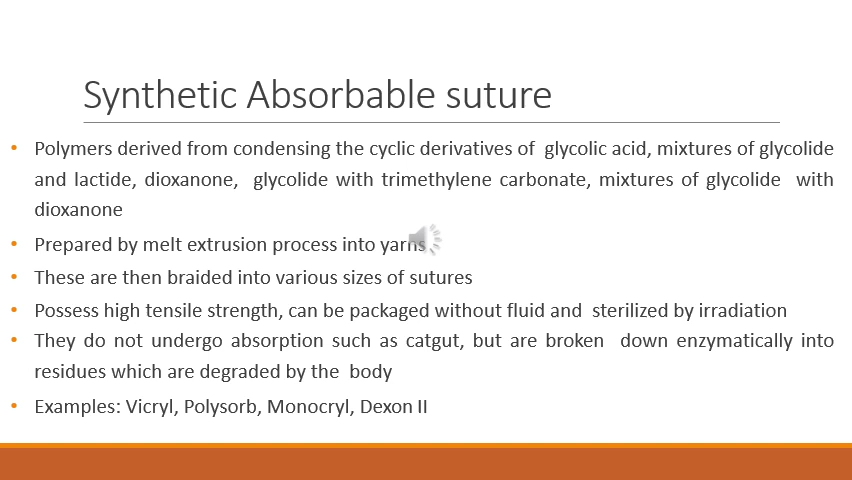 Synthetic Absorbable suture
• Polymers derived from condensing the cyclic derivatives of glycolic acid, mixtures of glycolide
and lactide, dioxanone, glycolide with trimethylene carbonate, mixtures of glycolide with
dioxanone
• Prepared by melt extrusion process into yarns
• These are then braided into various sizes of sutures
• Possess high tensile strength, can be packaged without fluid and sterilized by irradiation
• They do not undergo absorption such as catgut, but are broken down enzymatically into
residues which are degraded by the body
• Examples: Vicryl, Polysorb, Monocryl, Dexon II